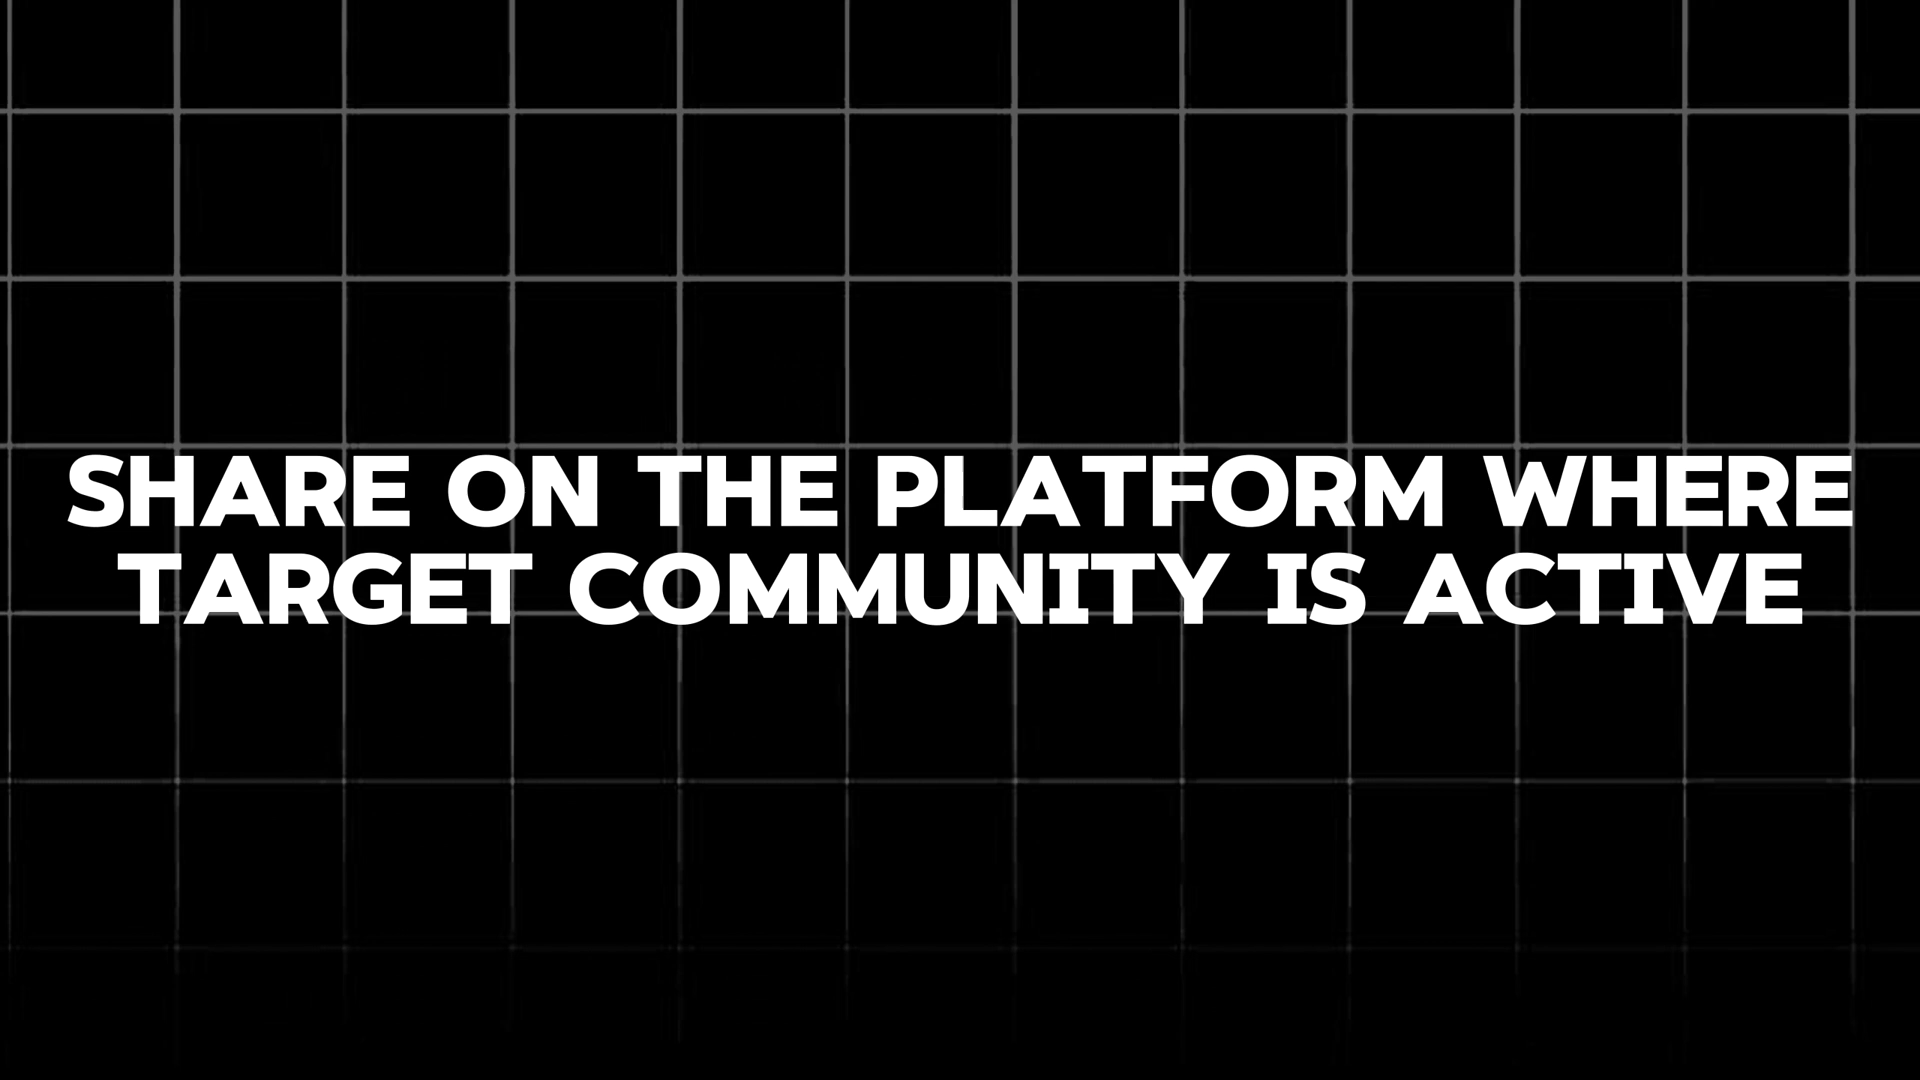 SHARE ON THE PLATFORM WHERE
TARGET COMMUNITY IS ACTIVE